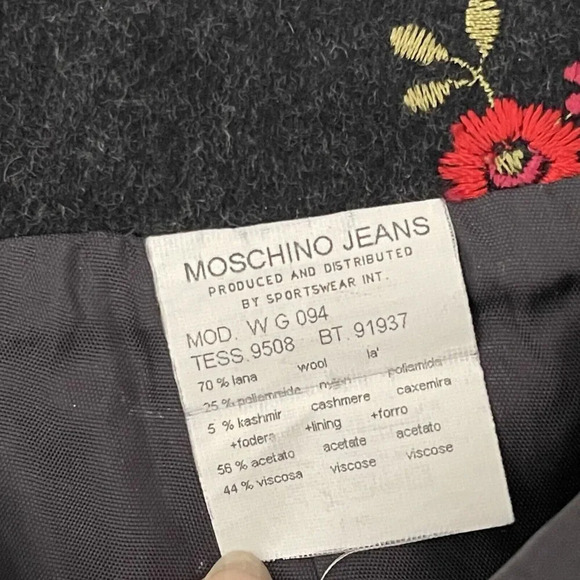 MOSCHINO JEANS
PRODUCED AND DISTRIBUTED
BY SPORTSWEAR INT.
MOD. W G 094
TESS.9508 BT. 91937
70 % lana wool la'
25 % poliammide nylon poliamida
5 % kashmir cashmere caxemira
+fodera +lining +forro
56 % acetato acetate acetato
44 % viscosa viscose viscose